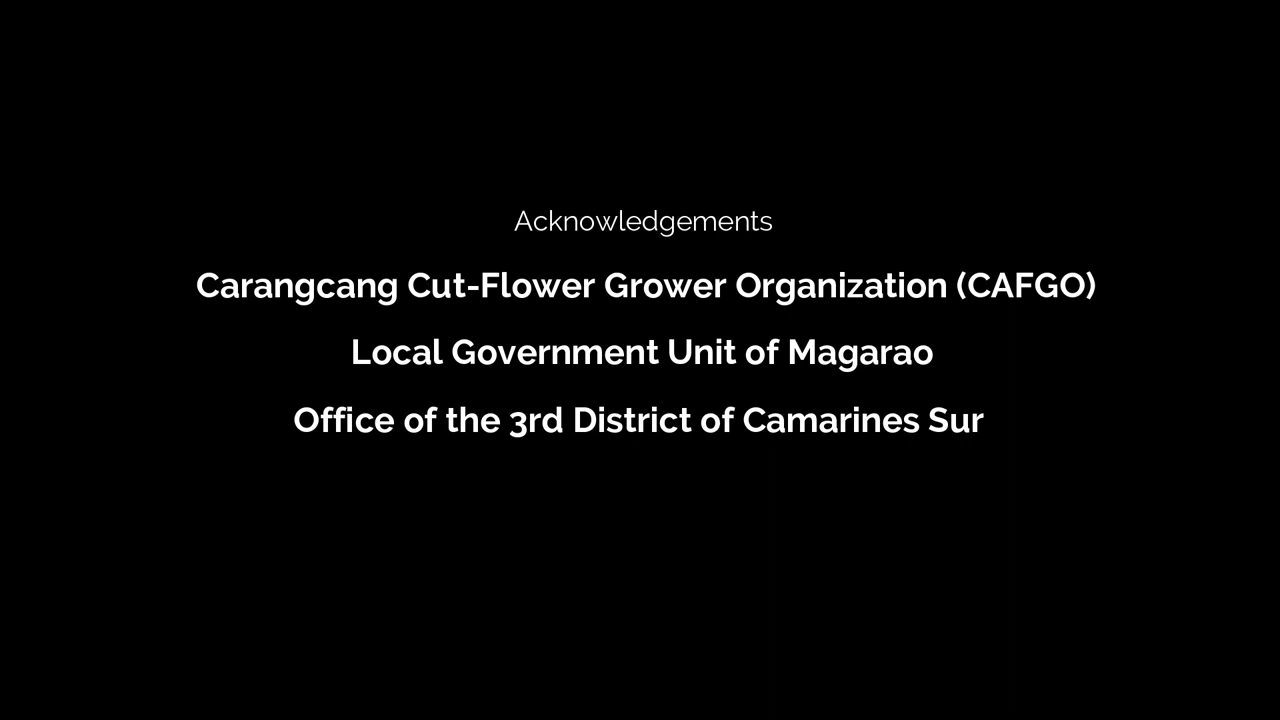 Acknowledgements
Carangcang Cut-Flower Grower Organization (CAFGO)
Local Government Unit of Magarao
Office of the 3rd District of Camarines Sur